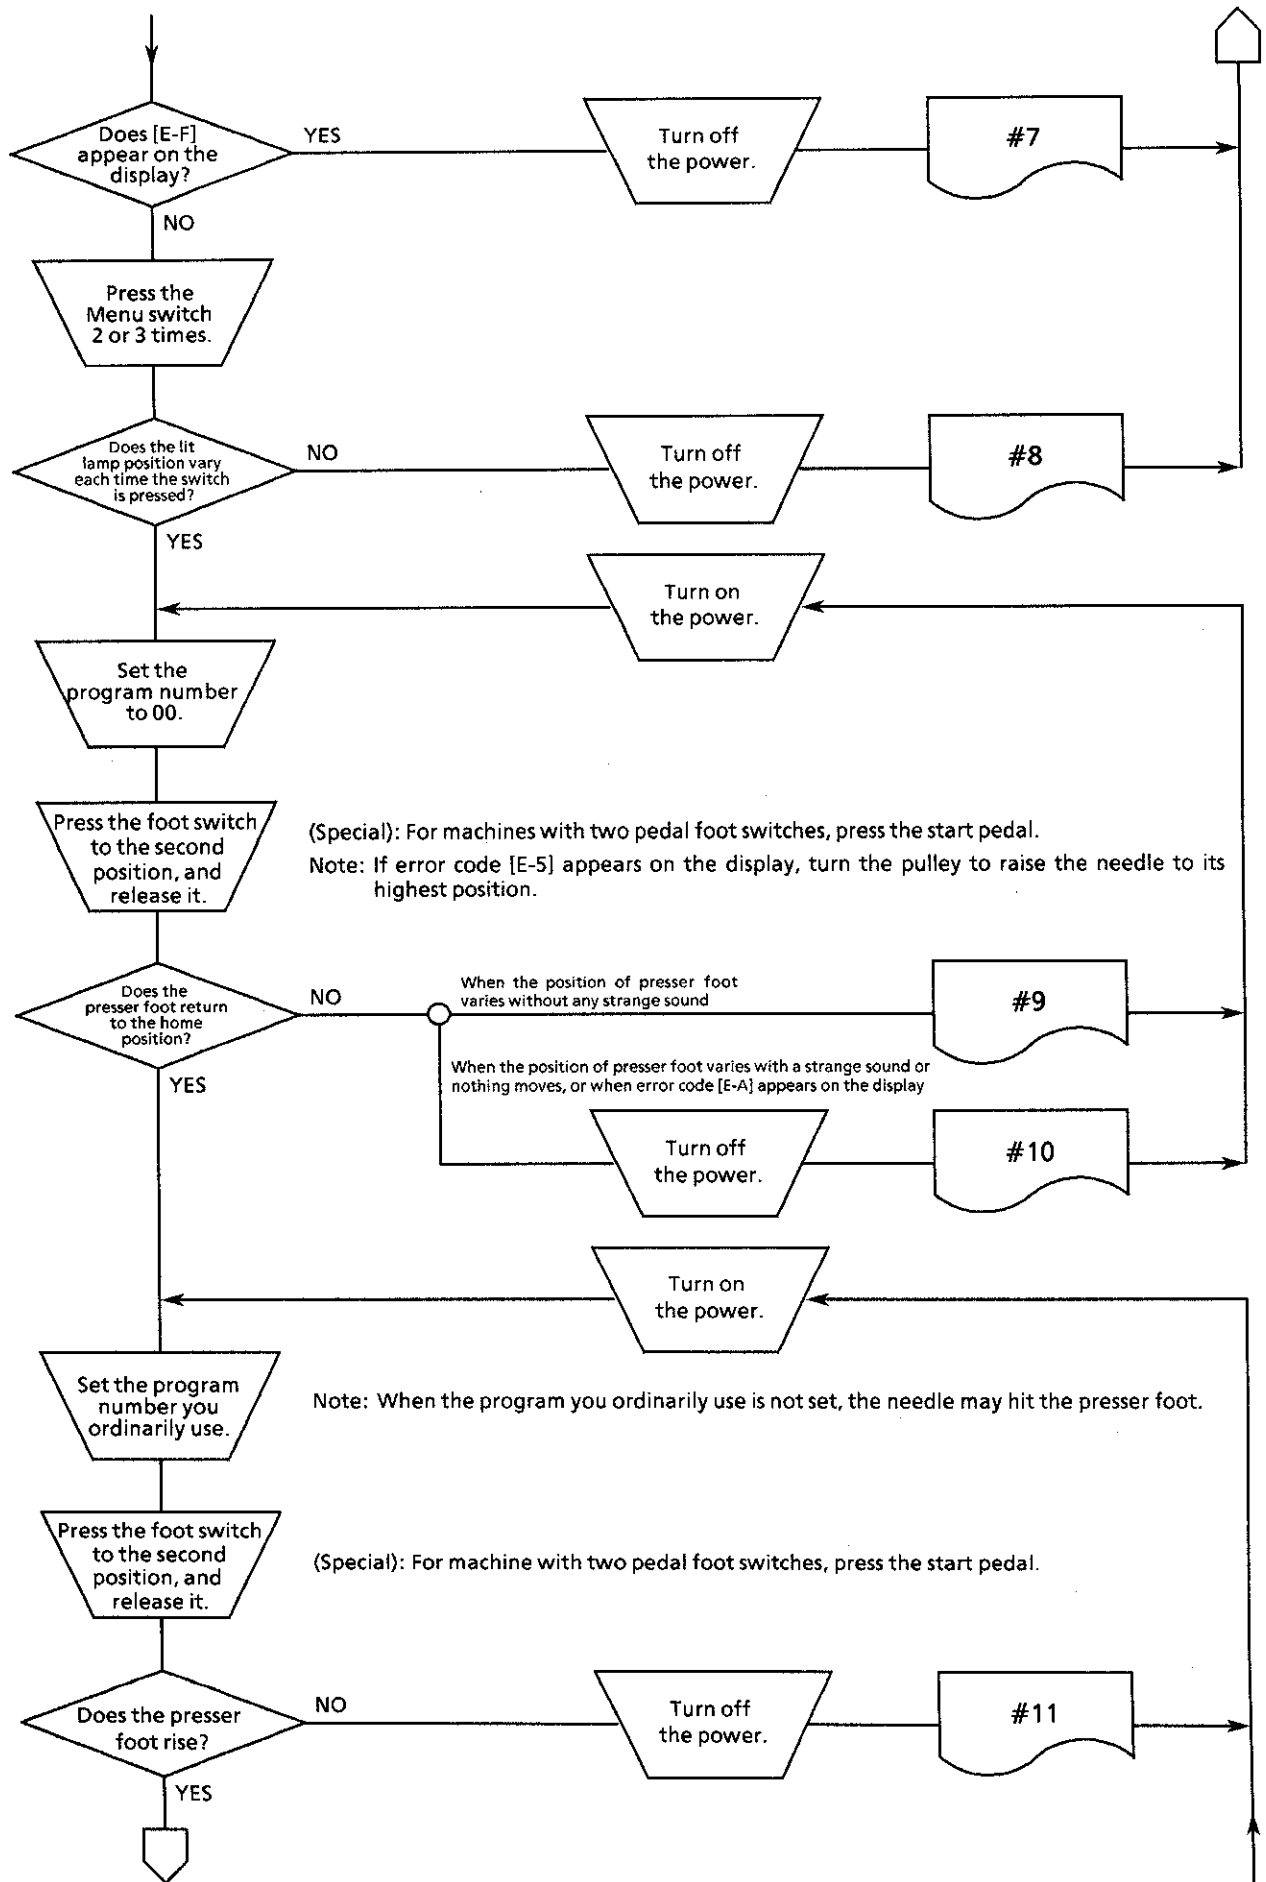 Does [E-F]
appear on the
display?
YES
Turn off
the power.
#7
NO
Press the
Menu switch
2 or 3 times.
Does the lit
lamp position vary
each time the switch
is pressed?
NO
Turn off
the power.
#8
YES
Turn on
the power.
Set the
program number
to 00.
Press the foot switch
to the second
position, and
release it.
(Special): For machines with two pedal foot switches, press the start pedal.
Note: If error code [E-5] appears on the display, turn the pulley to raise the needle to its
highest position.
Does the
presser foot return
to the home
position?
NO
When the position of presser foot
varies without any strange sound
#9
YES
When the position of presser foot varies with a strange sound or
nothing moves, or when error code [E-A] appears on the display
Turn off
the power.
#10
Turn on
the power.
Set the program
number you
ordinarily use.
Note: When the program you ordinarily use is not set, the needle may hit the presser foot.
Press the foot switch
to the second
position, and
release it.
(Special): For machine with two pedal foot switches, press the start pedal.
Does the presser
foot rise?
NO
Turn off
the power.
#11
YES